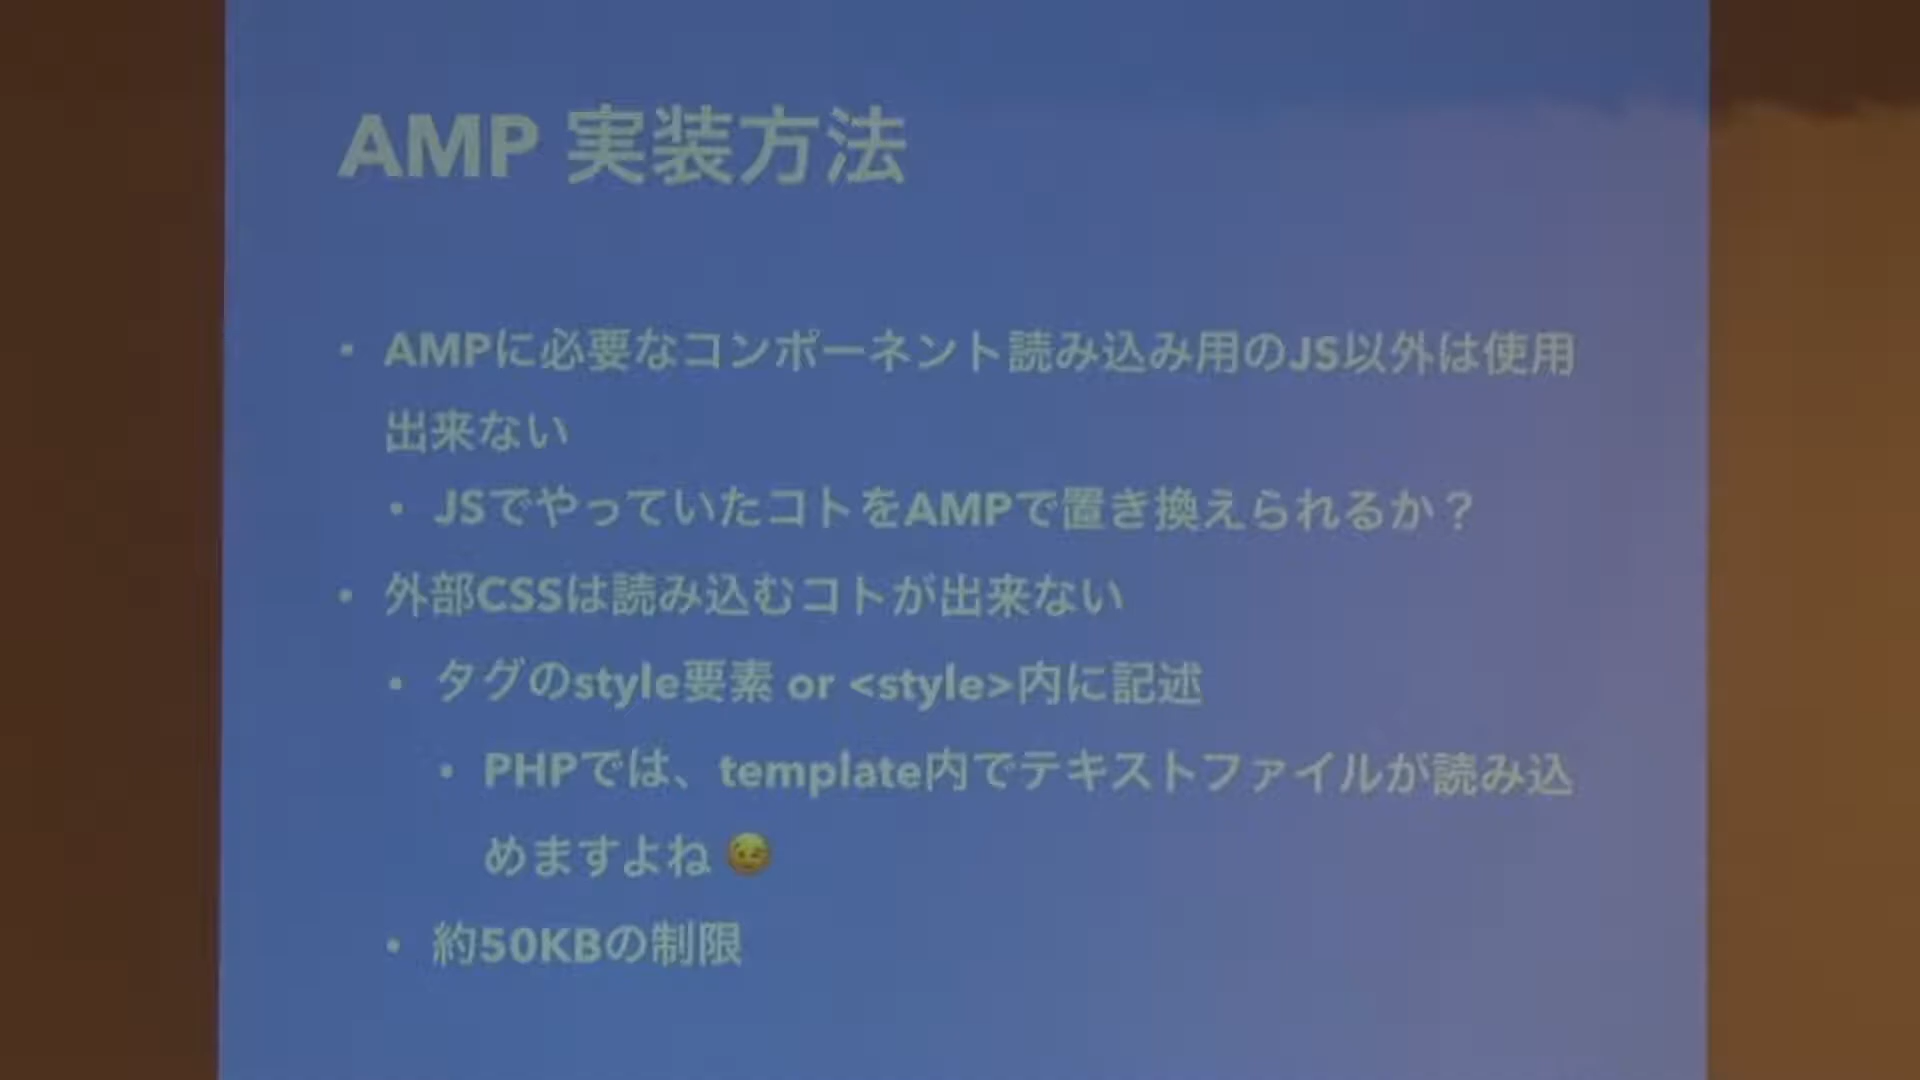 AMP 実装方法
・AMPに必要なコンポーネント読み込み用のJS以外は使用
出来ない
・JSでやっていたコトをAMPで置き換えられるか？
・外部CSSは読み込むコトが出来ない
・タグのstyle要素 or <style>内に記述
・PHPでは、template内でテキストファイルが読み込
めますよね 😉
・約50KBの制限